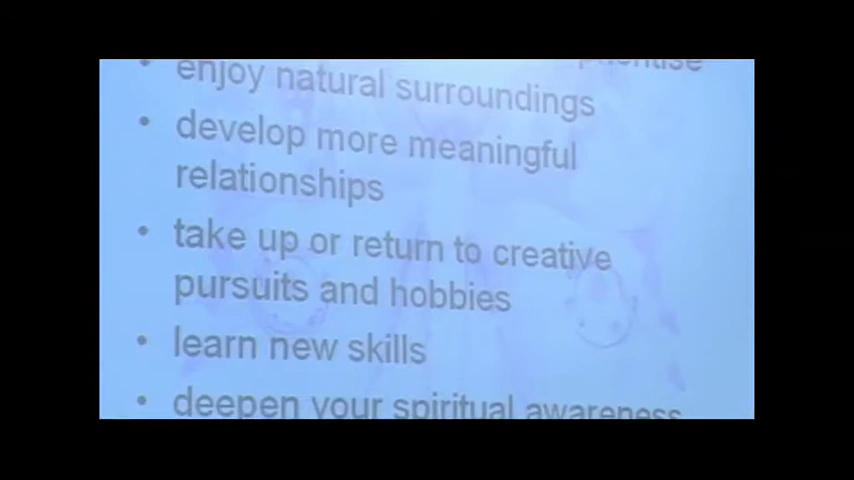 prioritise
• enjoy natural surroundings
• develop more meaningful
relationships
• take up or return to creative
pursuits and hobbies
• learn new skills
• deepen your spiritual awareness